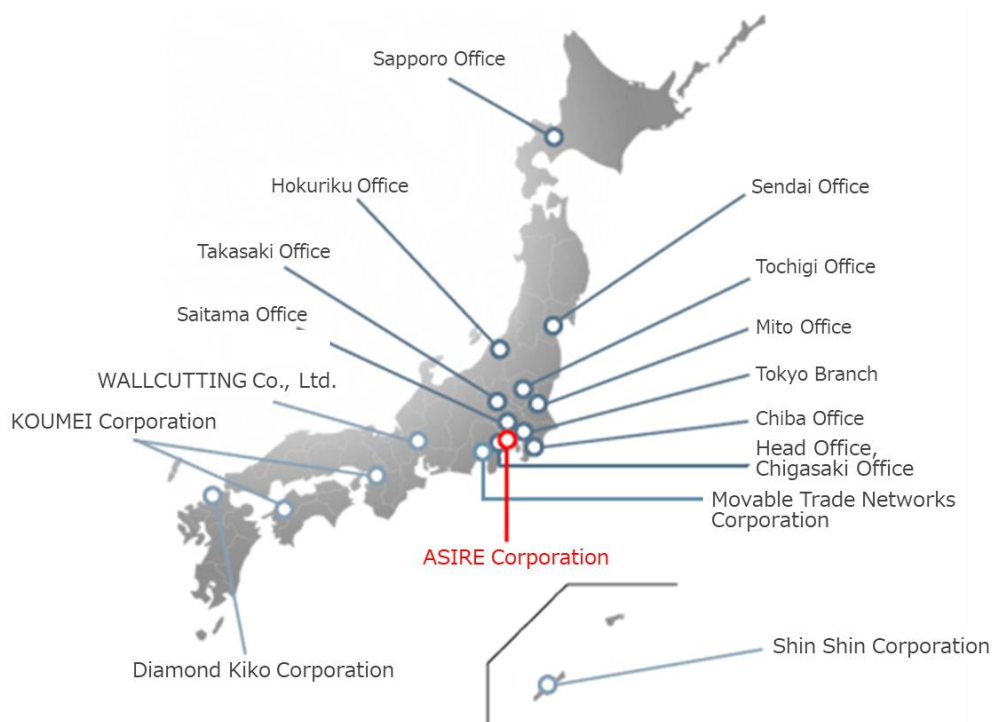 Sapporo Office
Hokuriku Office
Sendai Office
Takasaki Office
Tochigi Office
Saitama Office
Mito Office
WALLCUTTING Co., Ltd.
Tokyo Branch
KOUMEI Corporation
Chiba Office
Head Office,
Chigasaki Office
Movable Trade Networks
Corporation
ASIRE Corporation
Shin Shin Corporation
Diamond Kiko Corporation